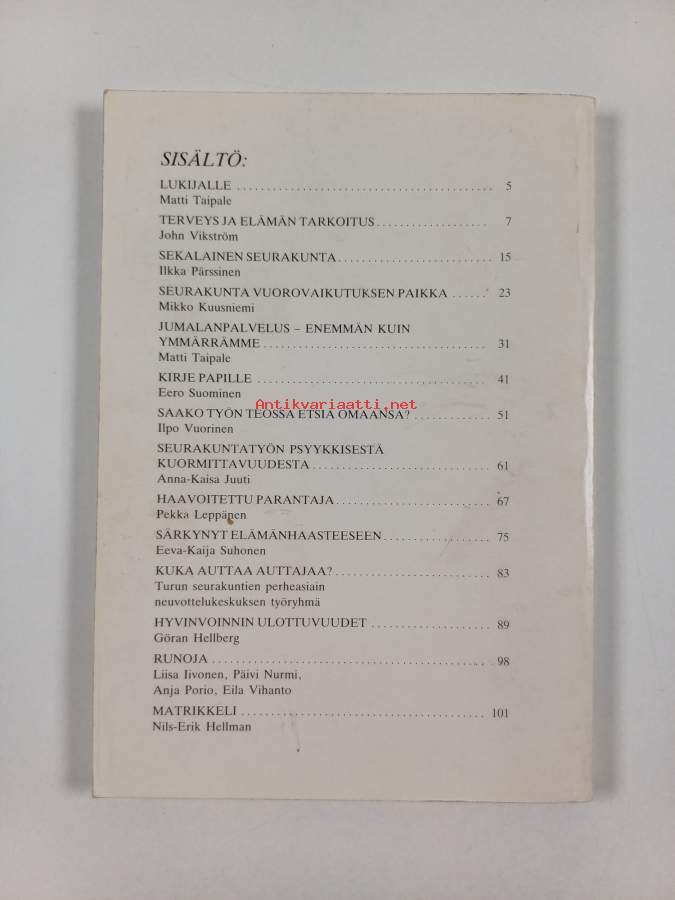 SISÄLTÖ:
LUKIJALLE ........................................ 5
Matti Taipale
TERVEYS JA ELÄMÄN TARKOITUS ................. 7
John Vikström
SEKALAINEN SEURAKUNTA ........................ 15
Ilkka Pärssinen
SEURAKUNTA VUOROVAIKUTUKSEN PAIKKA ...... 23
Mikko Kuusniemi
JUMALANPALVELUS – ENEMMÄN KUIN
YMMÄRRÄMME ................................... 31
Matti Taipale
KIRJE PAPILLE ..................................... 41
Eero Suominen
Antikvariaatti.net
SAAKO TYÖN TEOSSA ETSIÄ OMAANSA? ............ 51
Ilpo Vuorinen
SEURAKUNTATYÖN PSYYKKISESTÄ
KUORMITTAVUUDESTA ........................... 61
Anna-Kaisa Juuti
HAAVOITETTU PARANTAJA ........................ 67
Pekka Leppänen
SÄRKYNYT ELÄMÄNHAASTEESEEN ................ 75
Eeva-Kaija Suhonen
KUKA AUTTAA AUTTAJAA? ........................ 83
Turun seurakuntien perheasiain
neuvottelukeskuksen työryhmä
HYVINVOINNIN ULOTTUVUUDET .................. 89
Göran Hellberg
RUNOJA ........................................... 98
Liisa Iivonen, Päivi Nurmi,
Anja Porio, Eila Vihanto
MATRIKKELI ...................................... 101
Nils-Erik Hellman